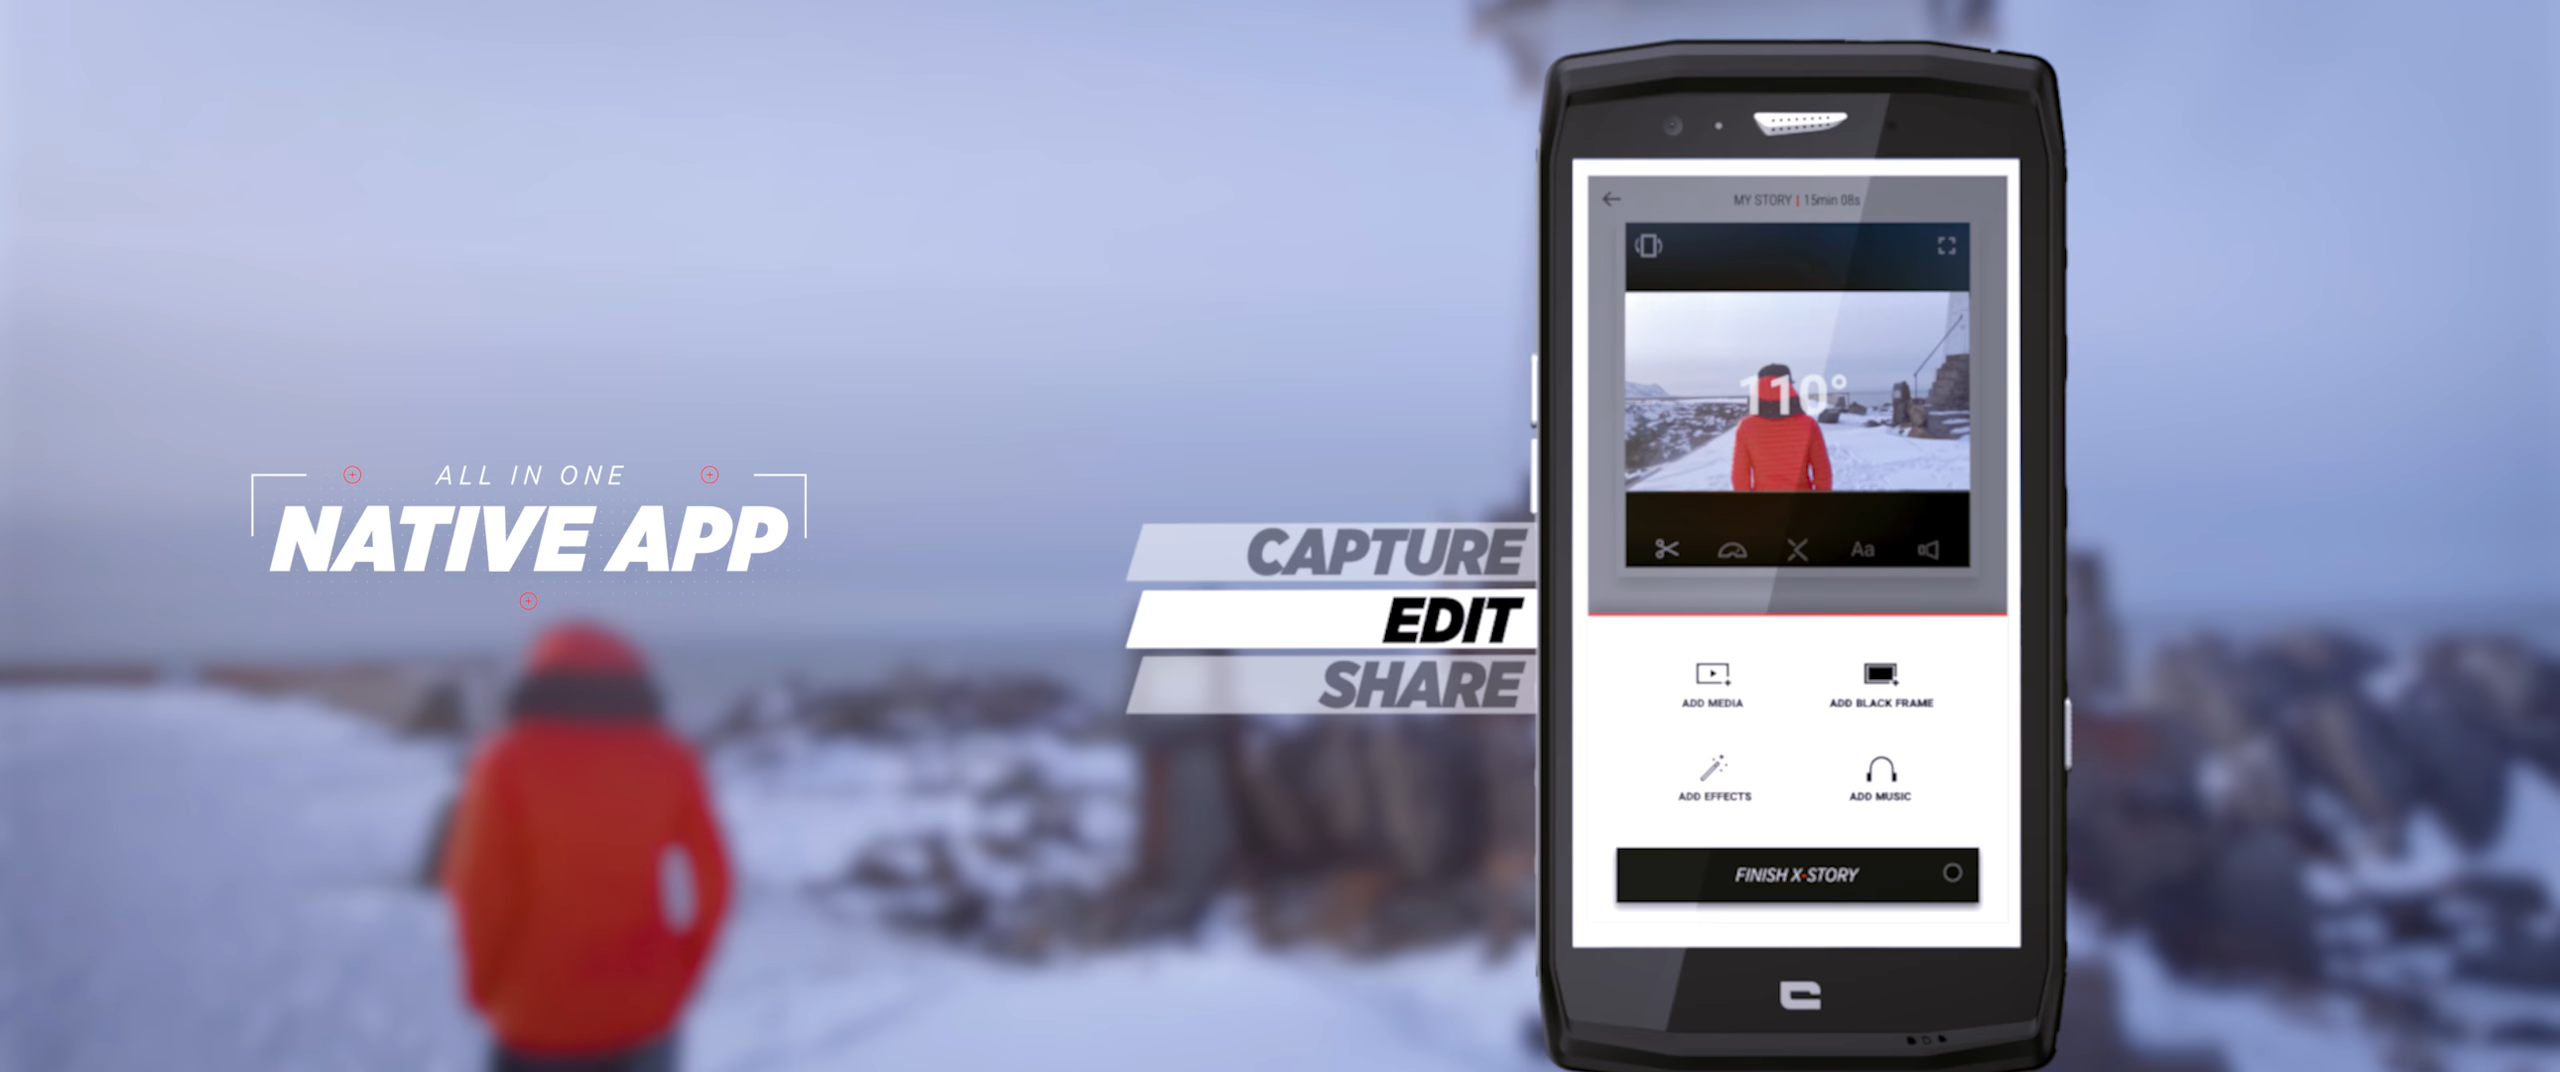 ALL IN ONE
NATIVE APP
CAPTURE
EDIT
SHARE
MY STORY | 15min 08s
110°
Aa
ADD MEDIA
ADD BLACK FRAME
ADD EFFECTS
ADD MUSIC
FINISH X-STORY